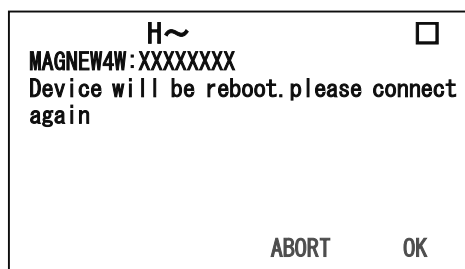 H～
MAGNEW4W:XXXXXXXX
Device will be reboot.please connect
again
ABORT OK